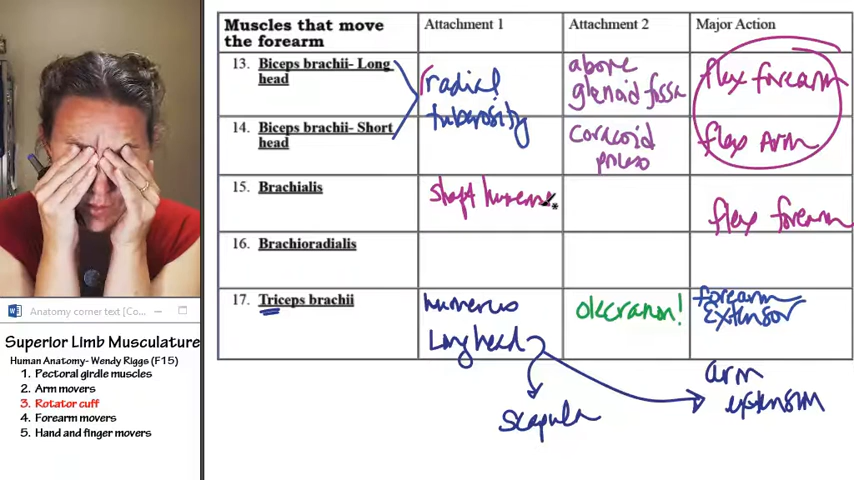 Muscles that move
the forearm
Attachment 1
Attachment 2
Major Action
13. Biceps brachii- Long
head
radial
tuberosity
above
glenoid fossa
flex forearm
14. Biceps brachii- Short
head
coracoid
process
flex Arm
15. Brachialis
shaft humerus
flex forearm
16. Brachioradialis
17. Triceps brachii
humerus
Long head
olecranon!
forearm
Extensor
scapula
arm
extension
Anatomy corner text [Co...
Superior Limb Musculature
Human Anatomy- Wendy Riggs (F15)
1. Pectoral girdle muscles
2. Arm movers
3. Rotator cuff
4. Forearm movers
5. Hand and finger movers